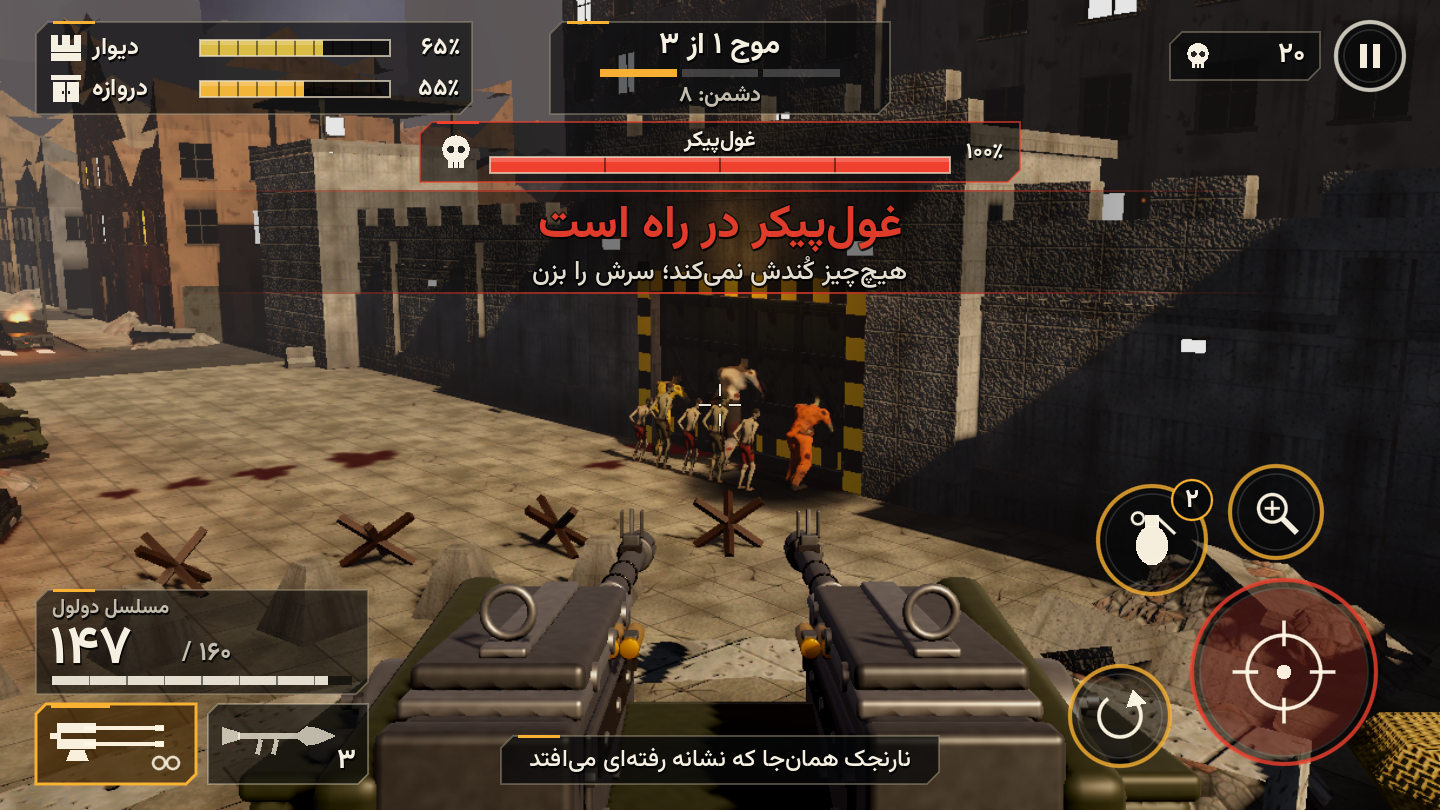 دیوار ۶۵٪
دروازه ۵۵٪
موج ۱ از ۳
دشمن: ۸
۲۰
غول‌پیکر
۱۰۰٪
غول‌پیکر در راه است
هیچ‌چیز کُندش نمی‌کند؛ سرش را بزن
۲
مسلسل دولول
۱۴۷ / ۱۶۰
∞
۳
نارنجک همان‌جا که نشانه رفته‌ای می‌افتد